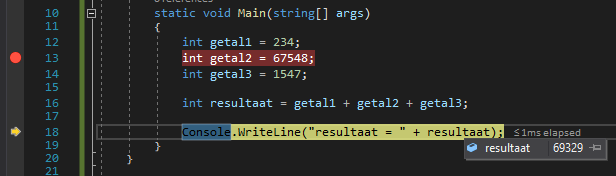 10 static void Main(string[] args)
11 {
12 int getal1 = 234;
13 int getal2 = 67548;
14 int getal3 = 1547;
15
16 int resultaat = getal1 + getal2 + getal3;
17
18 Console.WriteLine("resultaat = " + resultaat); ≤1ms elapsed
resultaat 69329
19 }
20 }
21